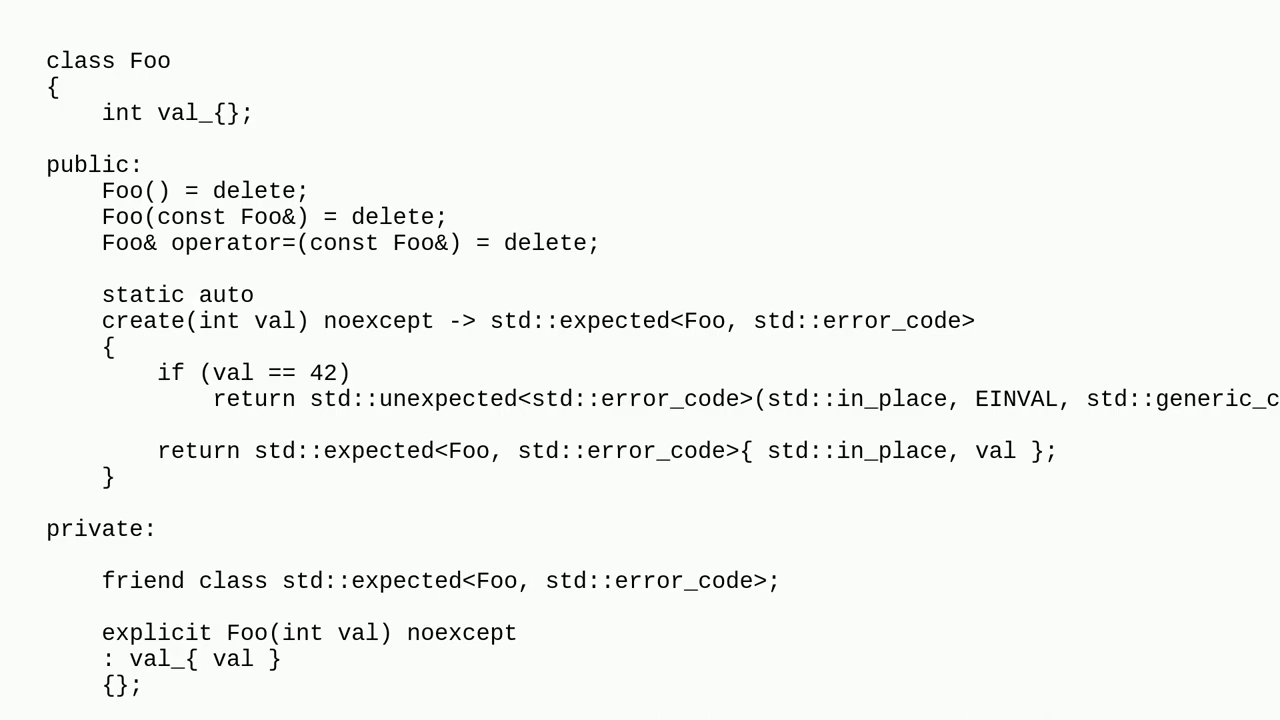 class Foo
{
    int val_{};

public:
    Foo() = delete;
    Foo(const Foo&) = delete;
    Foo& operator=(const Foo&) = delete;

    static auto
    create(int val) noexcept -> std::expected<Foo, std::error_code>
    {
        if (val == 42)
            return std::unexpected<std::error_code>(std::in_place, EINVAL, std::generic_c

        return std::expected<Foo, std::error_code>{ std::in_place, val };
    }

private:

    friend class std::expected<Foo, std::error_code>;

    explicit Foo(int val) noexcept
    : val_{ val }
    {};